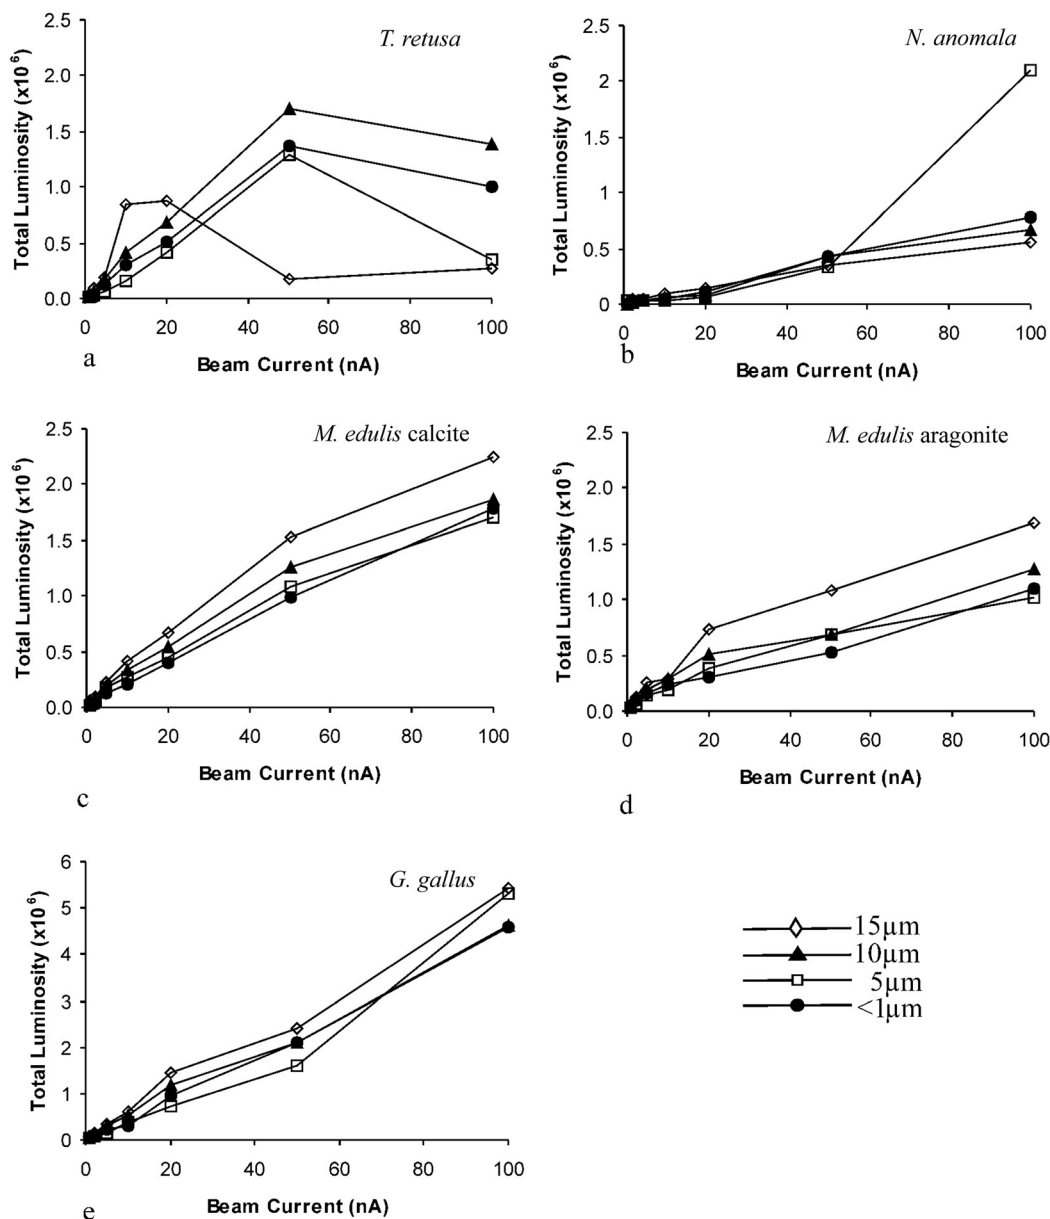 T. retusa
2.5
2.0
1.5
1.0
0.5
0.0
Total Luminosity (x10⁶)
0 20 40 60 80 100
Beam Current (nA)
a
N. anomala
2.5
2
1.5
1
0.5
0
Total Luminosity (x10⁶)
0 20 40 60 80 100
Beam Current (nA)
b
M. edulis calcite
2.5
2.0
1.5
1.0
0.5
0.0
Total Luminosity (x10⁶)
0 20 40 60 80 100
Beam Current (nA)
c
M. edulis aragonite
2.5
2.0
1.5
1.0
0.5
0.0
Total Luminosity (x10⁶)
0 20 40 60 80 100
Beam Current (nA)
d
G. gallus
6
5
4
3
2
1
0
Total Luminosity (x10⁶)
0 20 40 60 80 100
Beam Current (nA)
e
15µm
10µm
5µm
<1µm